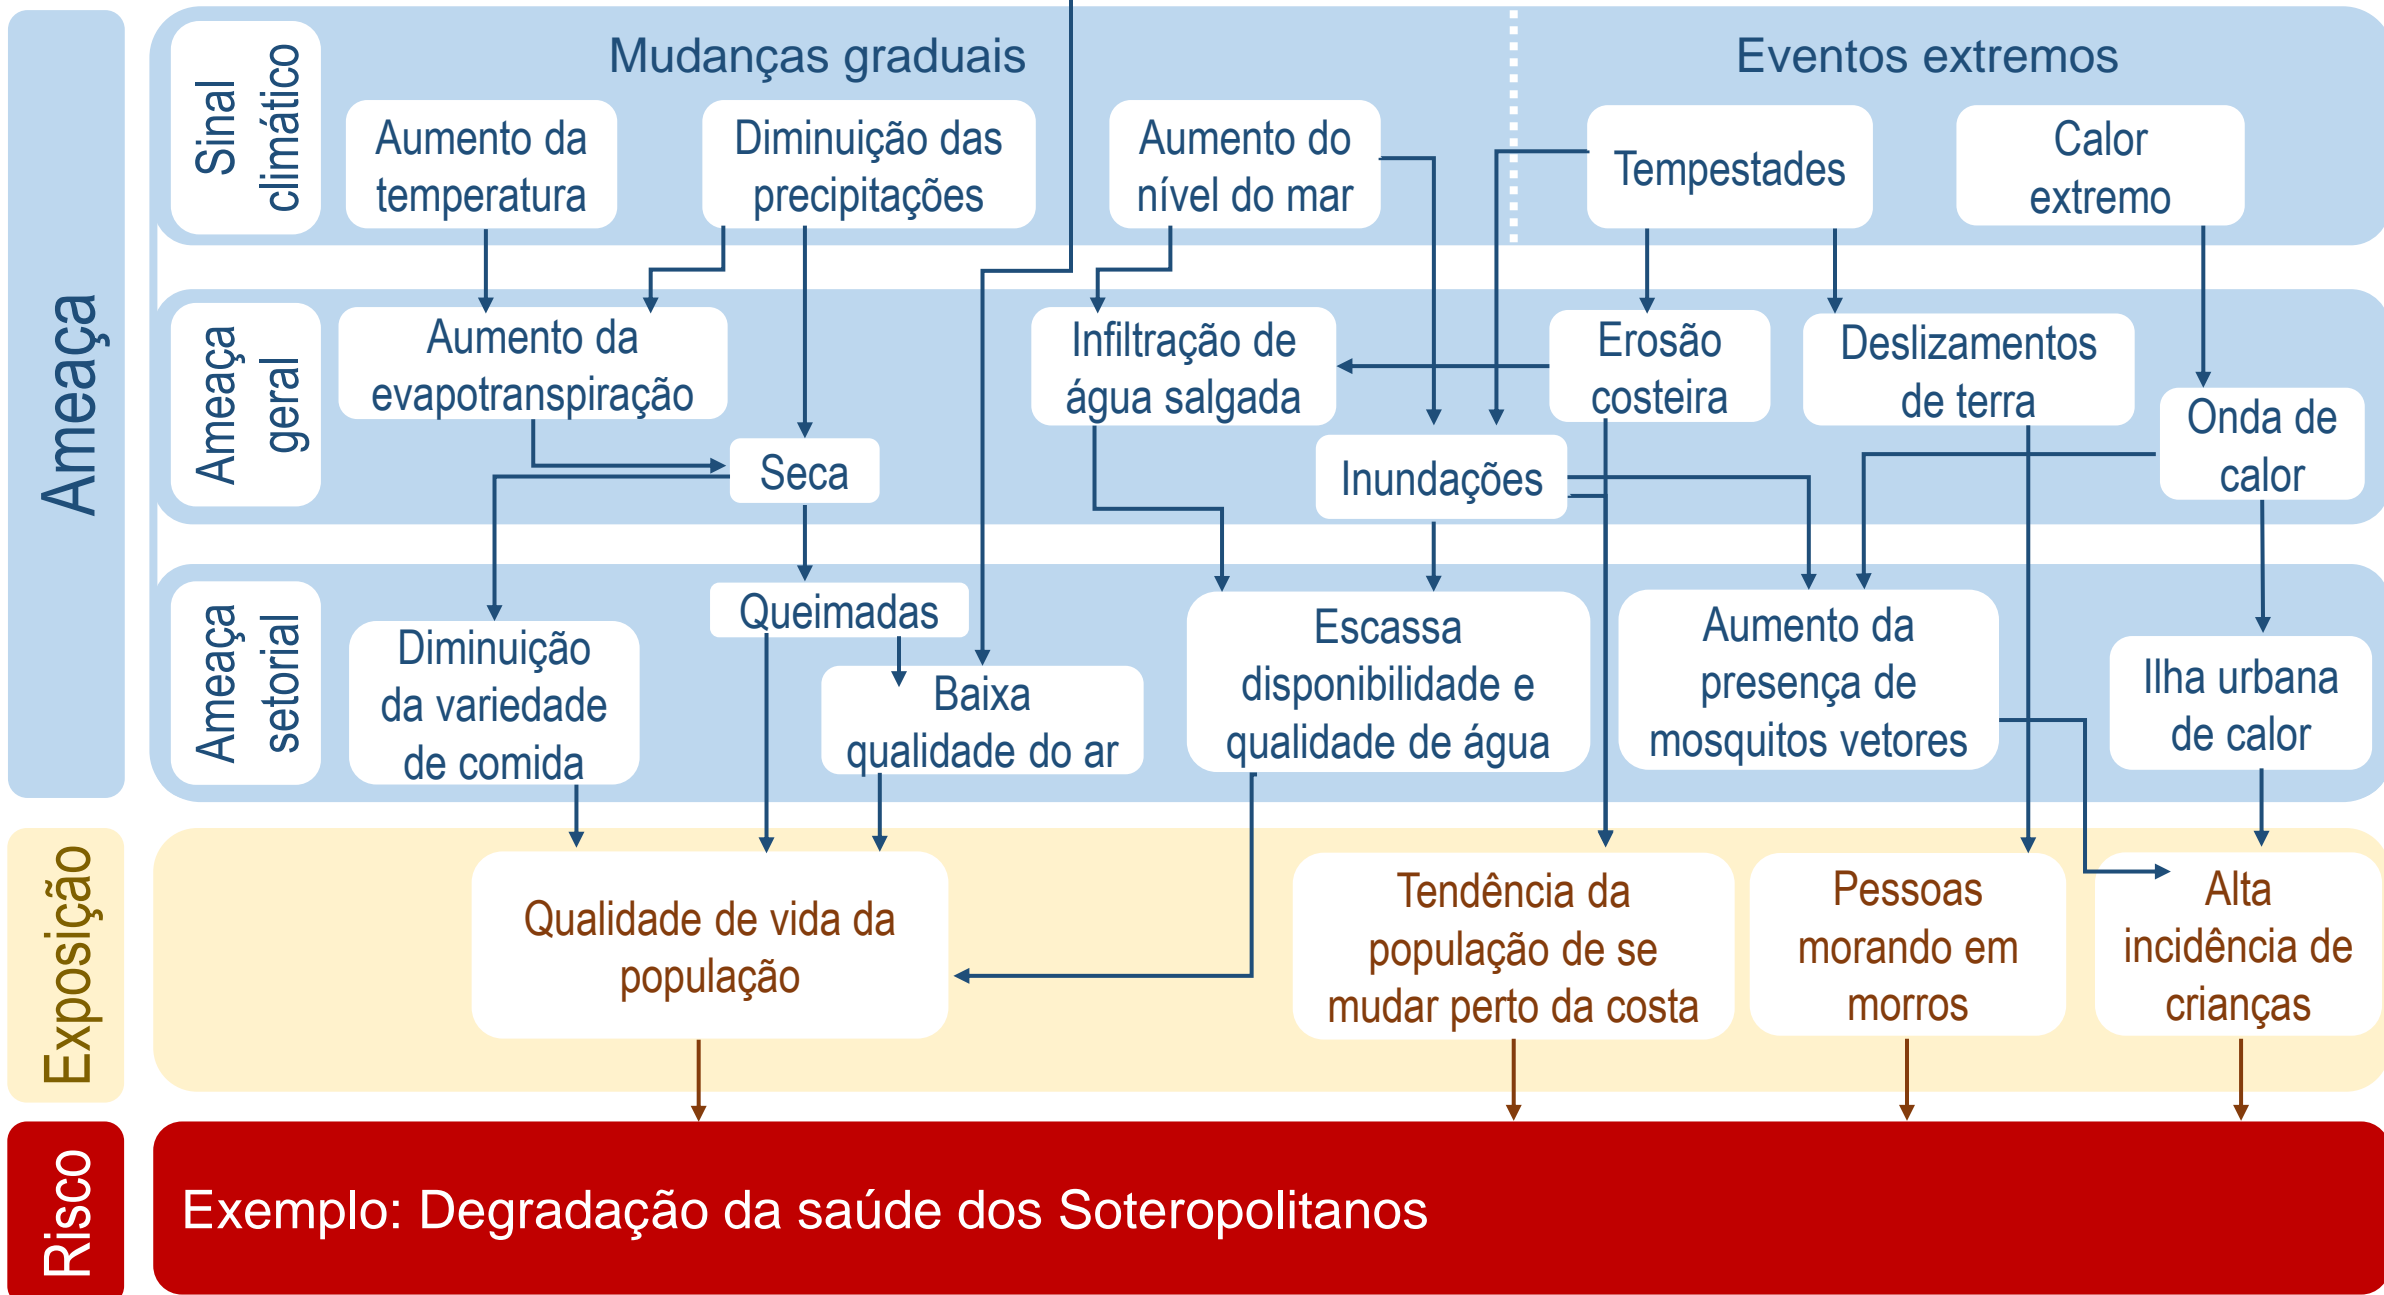 Ameaça
Sinal
climático
Mudanças graduais
Eventos extremos
Aumento da
temperatura
Diminuição das
precipitações
Aumento do
nível do mar
Tempestades
Calor
extremo
Ameaça
geral
Aumento da
evapotranspiração
Seca
Infiltração de
água salgada
Inundações
Erosão
costeira
Deslizamentos
de terra
Onda de
calor
Ameaça
setorial
Diminuição
da variedade
de comida
Queimadas
Baixa
qualidade do ar
Escassa
disponibilidade e
qualidade de água
Aumento da
presença de
mosquitos vetores
Ilha urbana
de calor
Exposição
Qualidade de vida da
população
Tendência da
população de se
mudar perto da costa
Pessoas
morando em
morros
Alta
incidência de
crianças
Risco
Exemplo: Degradação da saúde dos Soteropolitanos